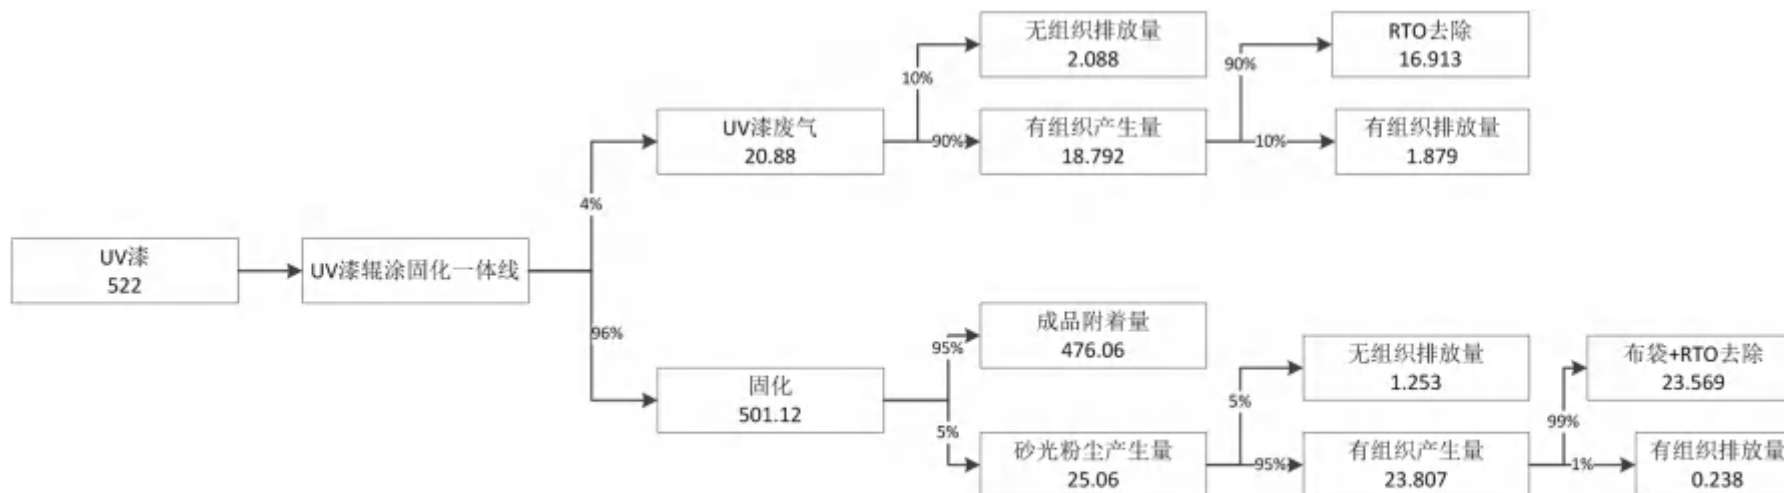 无组织排放量
2.088
RTO去除
16.913
10%
90%
UV漆废气
20.88
90%
有组织产生量
18.792
10%
有组织排放量
1.879
4%
UV漆
522
UV漆辊涂固化一体线
96%
成品附着量
476.06
95%
无组织排放量
1.253
布袋+RTO去除
23.569
固化
501.12
5%
5%
99%
砂光粉尘产生量
25.06
95%
有组织产生量
23.807
1%
有组织排放量
0.238